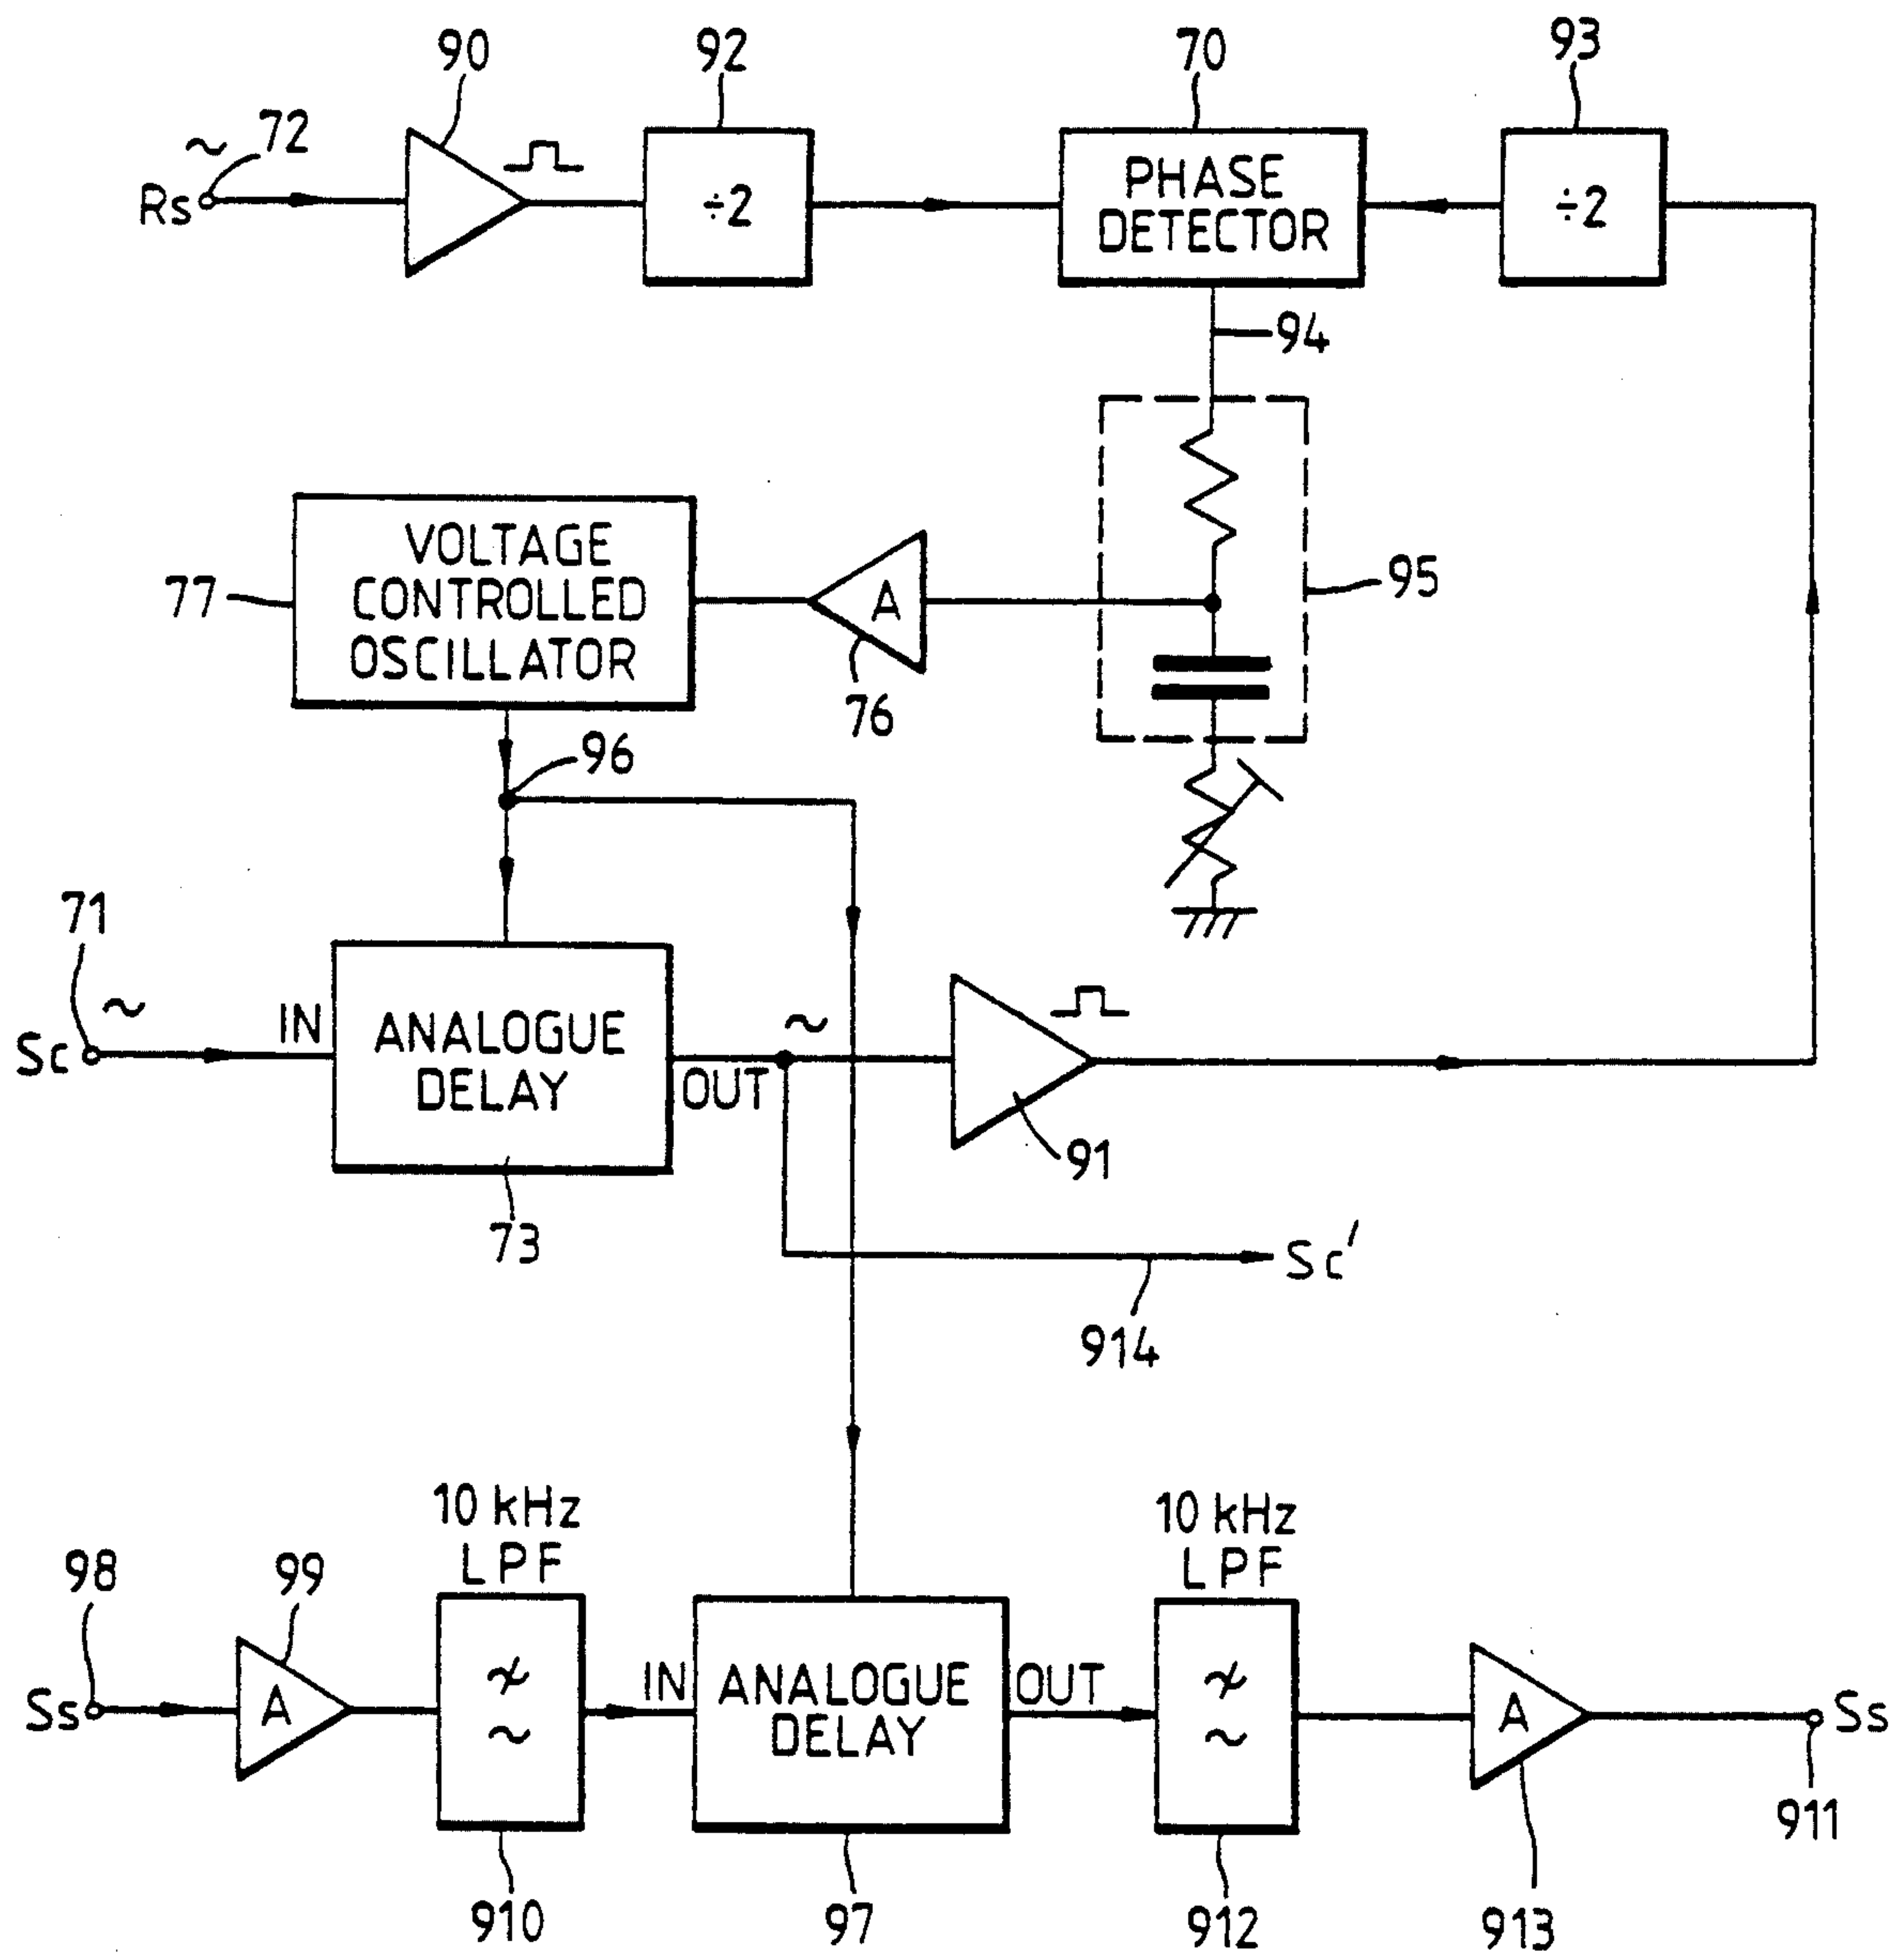 90
92
70
93
72
Rs
÷2
PHASE
DETECTOR
÷2
94
VOLTAGE
CONTROLLED
OSCILLATOR
77
A
76
95
96
71
Sc
IN
ANALOGUE
DELAY
OUT
91
73
Sc'
914
10 kHz
LPF
10 kHz
LPF
98
99
Ss
A
IN
ANALOGUE
DELAY
OUT
A
Ss
911
910
97
912
913